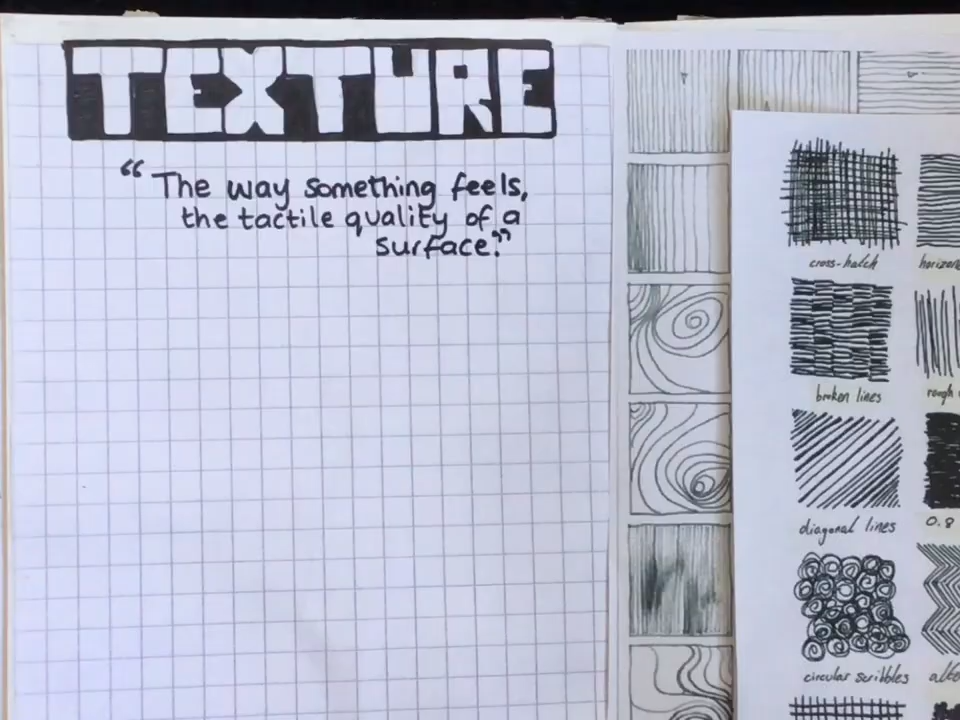 TEXTURE
“The way something feels,
the tactile quality of a
surface.”
cross-hatch
broken lines
rough
diagonal lines
0.8
circular scribbles